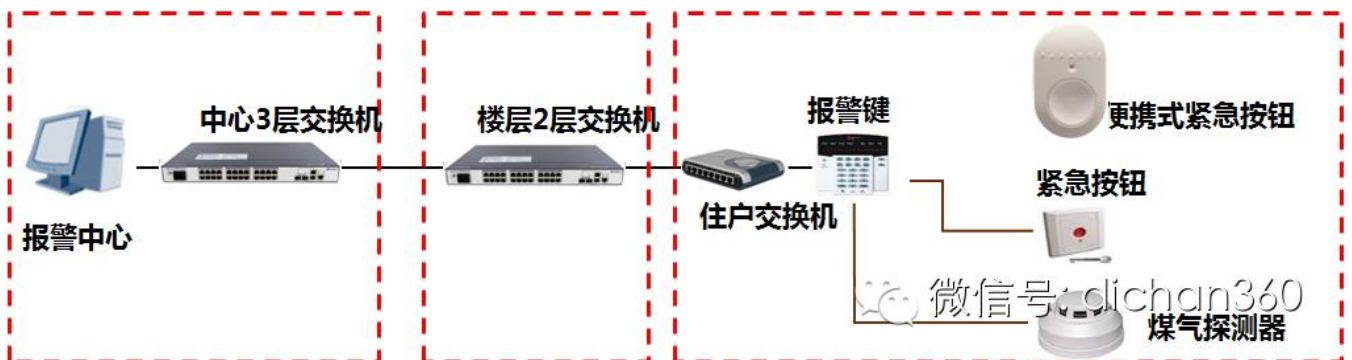 中心3层交换机
报警中心
楼层2层交换机
住户交换机
报警键
便携式紧急按钮
紧急按钮
煤气探测器
微信号: dichan360